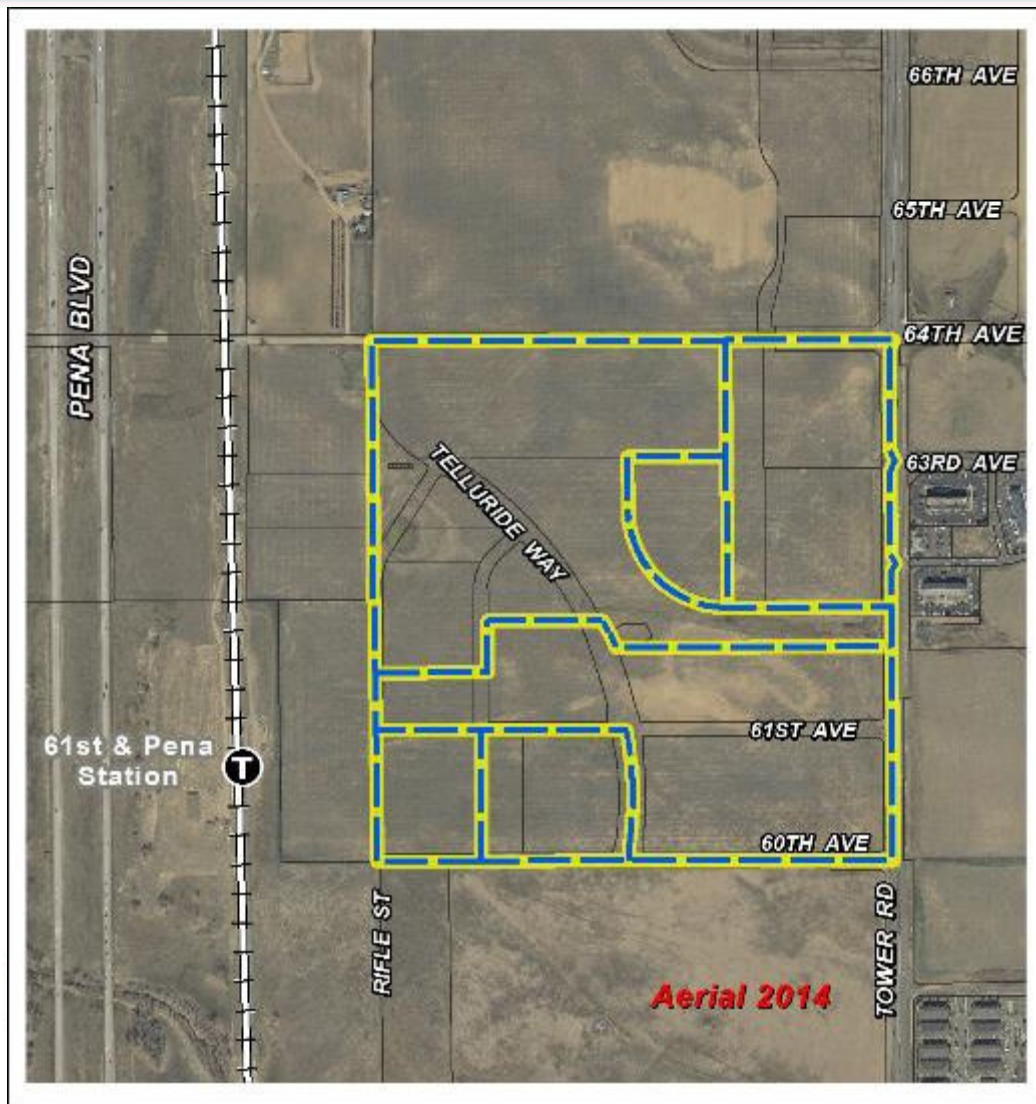 66TH AVE
65TH AVE
PENA BLVD
64TH AVE
63RD AVE
TELLURIDE WAY
61ST AVE
61st & Pena
Station
T
60TH AVE
RIFLE ST
TOWER RD
Aerial 2014